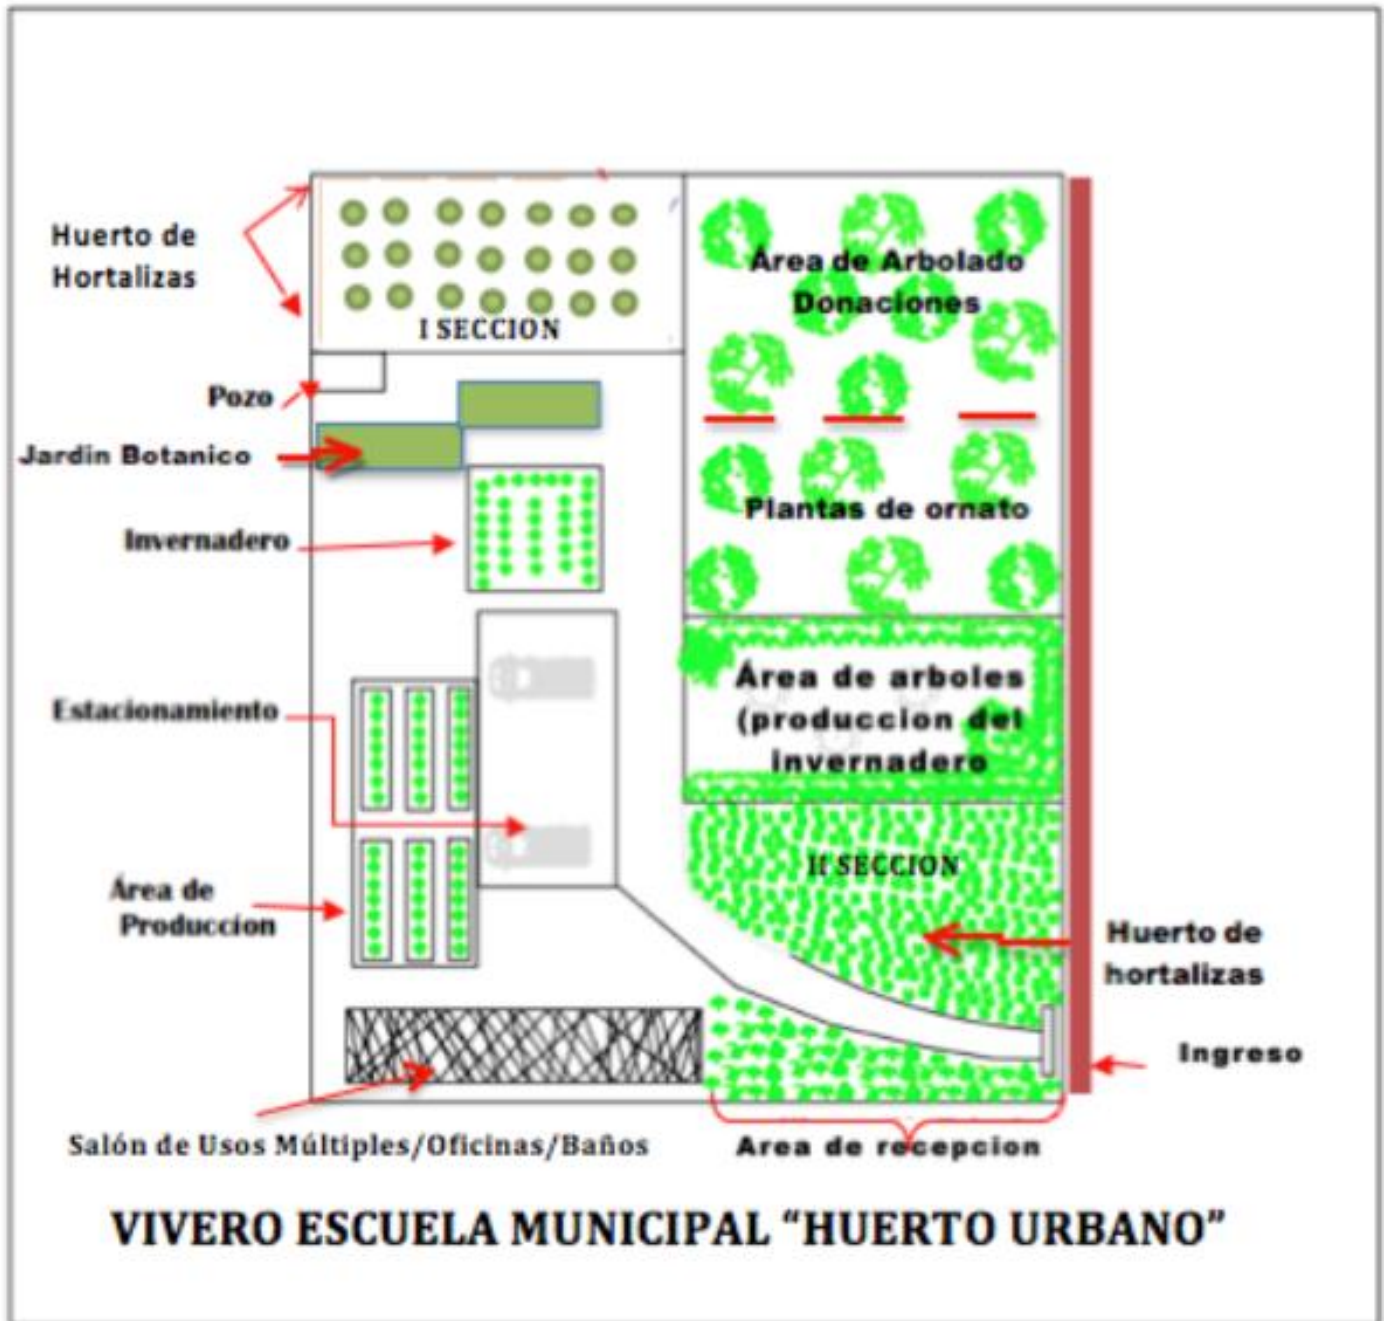 Huerto de
Hortalizas
I SECCION
Área de Arbolado
Donaciones
Pozo
Jardin Botanico
Plantas de ornato
Invernadero
Área de arboles
(produccion del
invernadero
Estacionamiento
II SECCION
Área de
Produccion
Huerto de
hortalizas
Ingreso
Salón de Usos Múltiples/Oficinas/Baños
Area de recepcion
VIVERO ESCUELA MUNICIPAL “HUERTO URBANO”